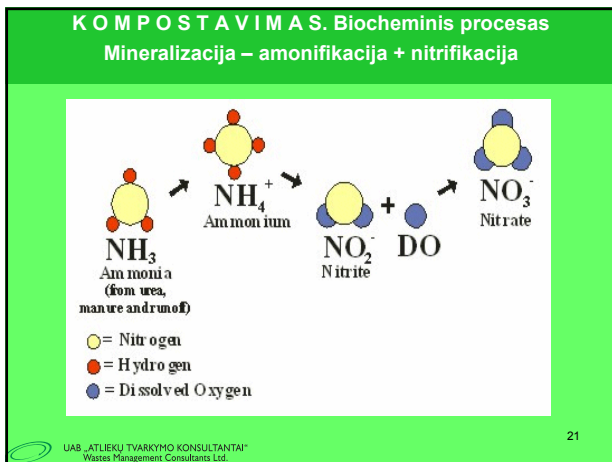 K O M P O S T A V I M A S. Biocheminis procesas
Mineralizacija – amonifikacija + nitrifikacija
NH₃
Ammonia
(from urea,
manure and runoff)
NH₄⁺
Ammonium
NO₂⁻
Nitrite
+ DO
NO₃⁻
Nitrate
= Nitrogen
= Hydrogen
= Dissolved Oxygen
21
UAB „ATLIEKŲ TVARKYMO KONSULTANTAI“
Wastes Management Consultants Ltd.